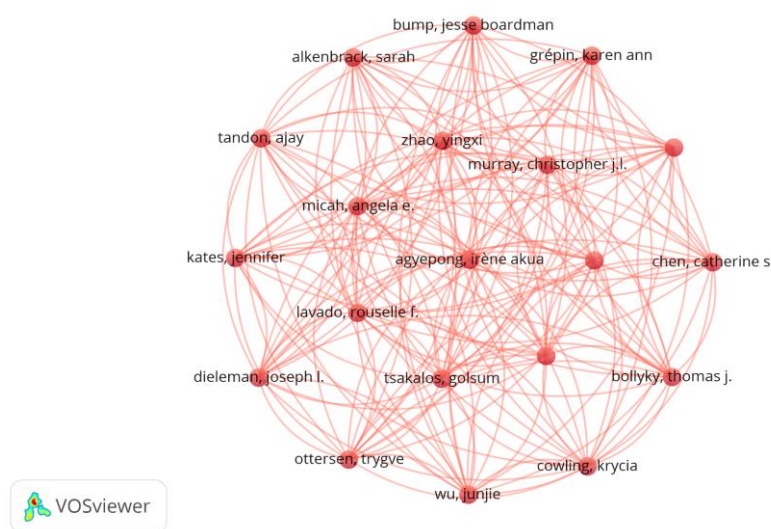 bump, jesse boardman
alkenbrack, sarah
grépin, karen ann
tandon, ajay
zhao, yingxi
murray, christopher j.l.
micah, angela e.
kates, jennifer
agyepong, irène akua
chen, catherine s
lavado, rouselle f.
dieleman, joseph l.
tsakalos, golsum
bollyky, thomas j.
ottersen, trygve
cowling, krycia
wu, junjie
VOSviewer